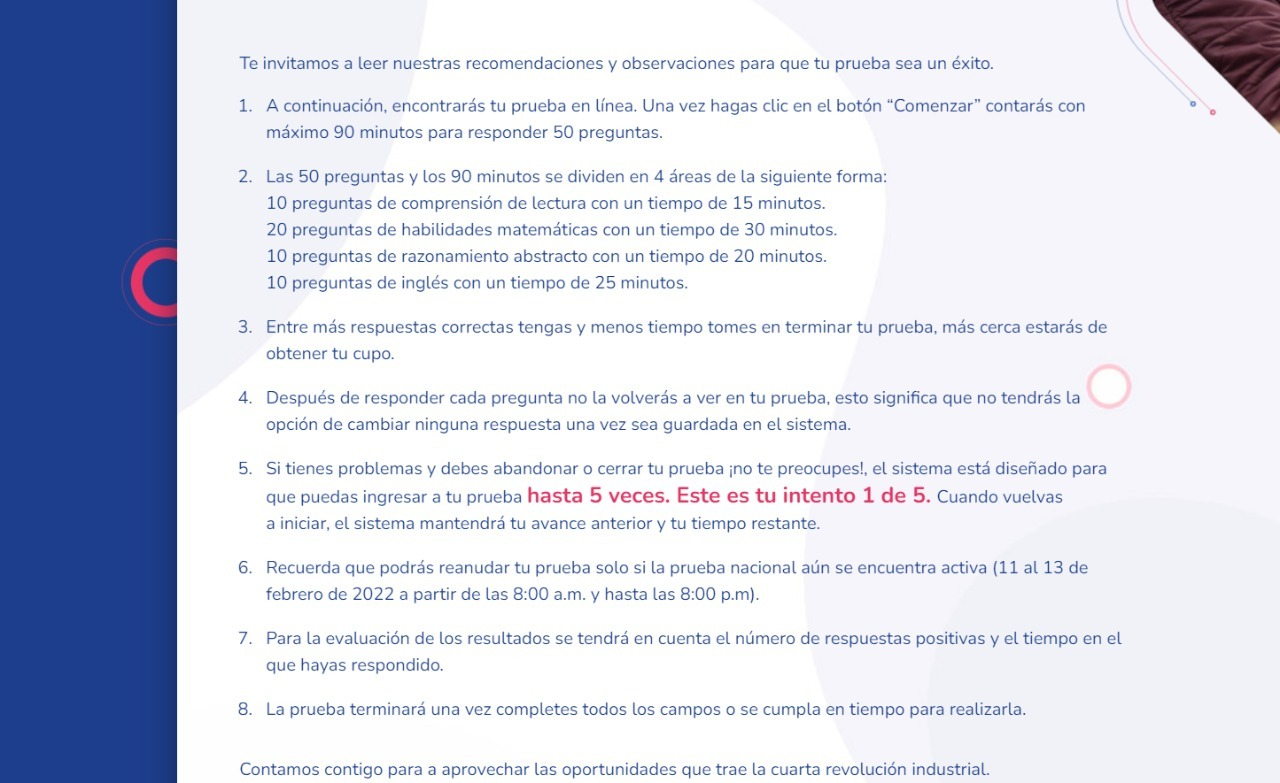 Te invitamos a leer nuestras recomendaciones y observaciones para que tu prueba sea un éxito.
1. A continuación, encontrarás tu prueba en línea. Una vez hagas clic en el botón “Comenzar” contarás con
máximo 90 minutos para responder 50 preguntas.
2. Las 50 preguntas y los 90 minutos se dividen en 4 áreas de la siguiente forma:
10 preguntas de comprensión de lectura con un tiempo de 15 minutos.
20 preguntas de habilidades matemáticas con un tiempo de 30 minutos.
10 preguntas de razonamiento abstracto con un tiempo de 20 minutos.
10 preguntas de inglés con un tiempo de 25 minutos.
3. Entre más respuestas correctas tengas y menos tiempo tomes en terminar tu prueba, más cerca estarás de
obtener tu cupo.
4. Después de responder cada pregunta no la volverás a ver en tu prueba, esto significa que no tendrás la
opción de cambiar ninguna respuesta una vez sea guardada en el sistema.
5. Si tienes problemas y debes abandonar o cerrar tu prueba ¡no te preocupes!, el sistema está diseñado para
que puedas ingresar a tu prueba hasta 5 veces. Este es tu intento 1 de 5. Cuando vuelvas
a iniciar, el sistema mantendrá tu avance anterior y tu tiempo restante.
6. Recuerda que podrás reanudar tu prueba solo si la prueba nacional aún se encuentra activa (11 al 13 de
febrero de 2022 a partir de las 8:00 a.m. y hasta las 8:00 p.m).
7. Para la evaluación de los resultados se tendrá en cuenta el número de respuestas positivas y el tiempo en el
que hayas respondido.
8. La prueba terminará una vez completes todos los campos o se cumpla en tiempo para realizarla.
Contamos contigo para a aprovechar las oportunidades que trae la cuarta revolución industrial.